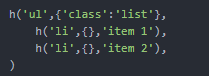 h('ul',{'class':'list'},
    h('li',{},'item 1'),
    h('li',{},'item 2'),
)